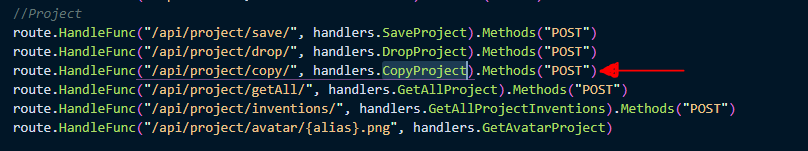 //Project
route.HandleFunc("/api/project/save/", handlers.SaveProject).Methods("POST")
route.HandleFunc("/api/project/drop/", handlers.DropProject).Methods("POST")
route.HandleFunc("/api/project/copy/", handlers.CopyProject).Methods("POST")
route.HandleFunc("/api/project/getAll/", handlers.GetAllProject).Methods("POST")
route.HandleFunc("/api/project/inventions/", handlers.GetAllProjectInventions).Methods("POST")
route.HandleFunc("/api/project/avatar/{alias}.png", handlers.GetAvatarProject)